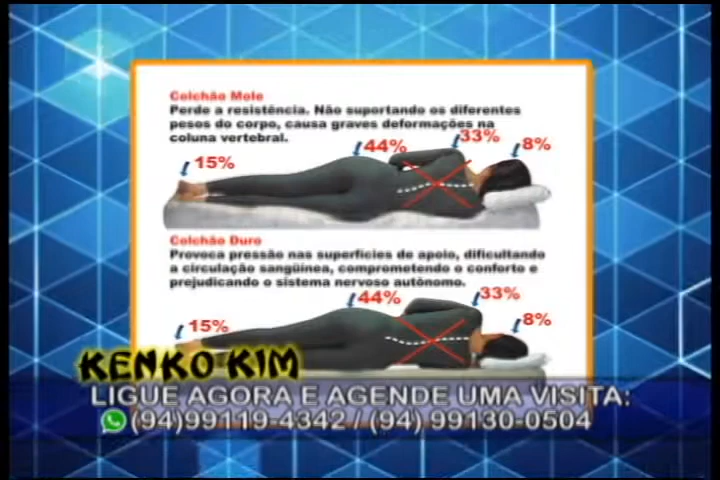 Colchão Mole
Perde a resistência. Não suportando os diferentes
pesos do corpo, causa graves deformações na
coluna vertebral.
15% 44% 33% 8%
Colchão Duro
Provoca pressão nas superfícies de apoio, dificultando
a circulação sangüínea, comprometendo o conforto e
prejudicando o sistema nervoso autônomo.
15% 44% 33% 8%
KENKO KIM
LIGUE AGORA E AGENDE UMA VISITA:
(94)99119-4342 / (94) 99130-0504